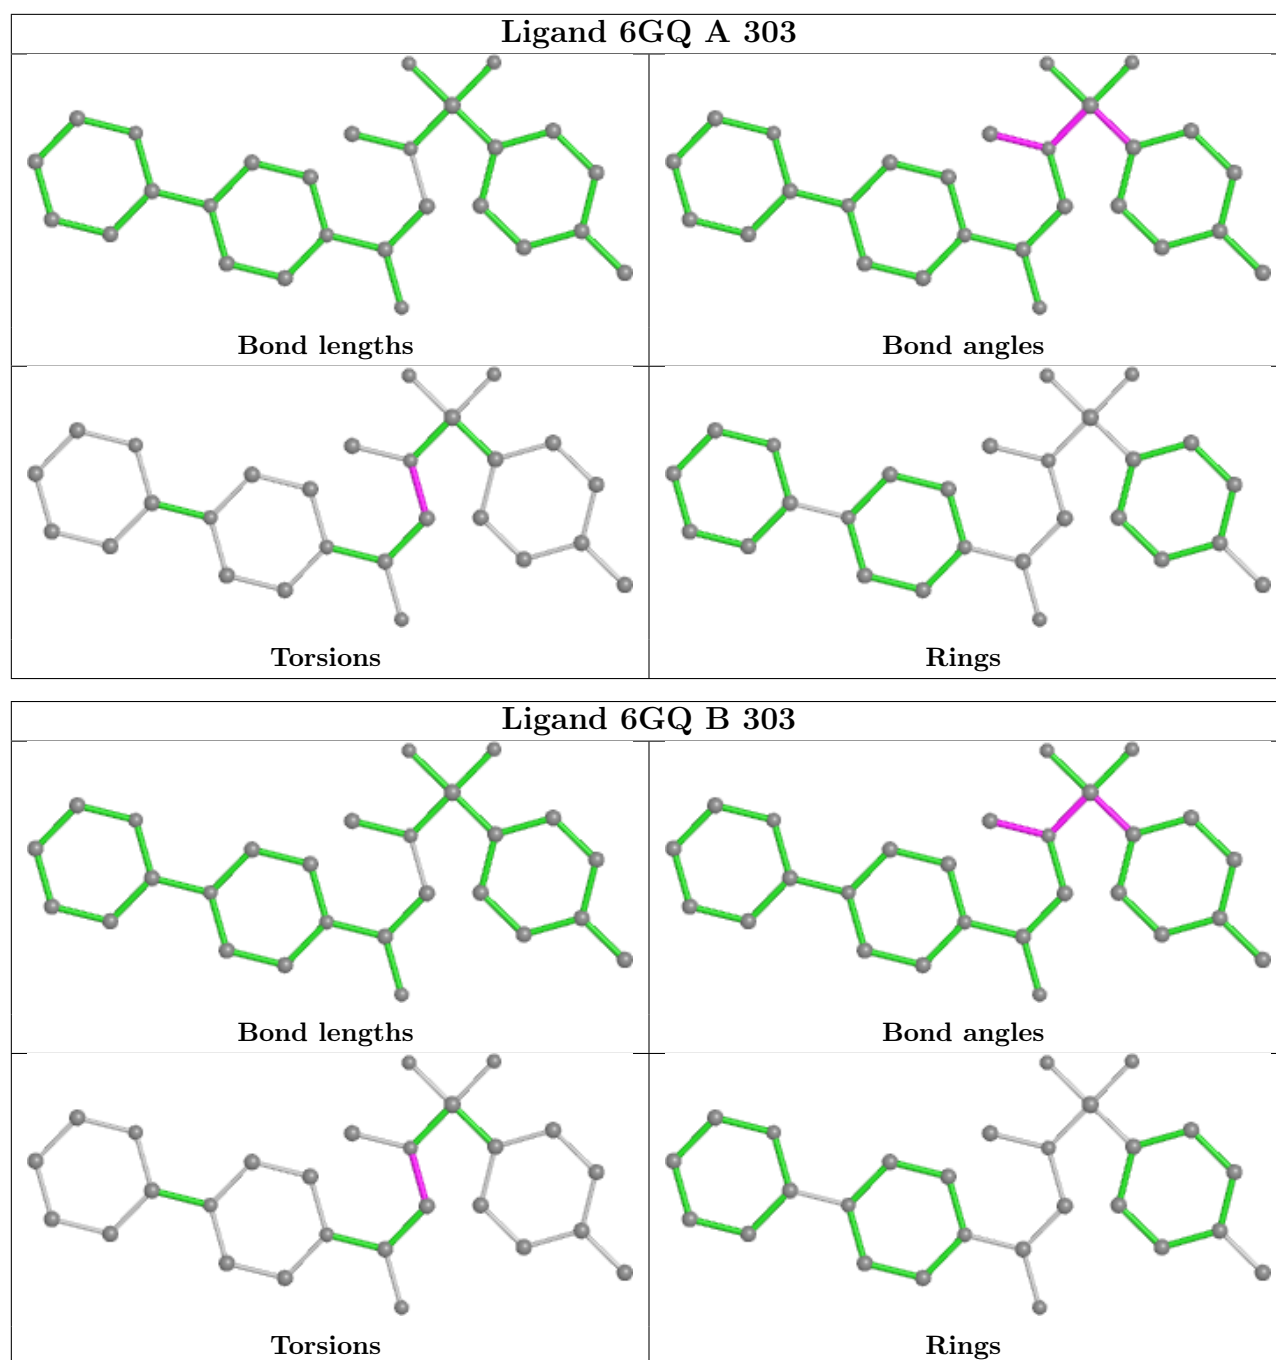 Ligand 6GQ A 303
Bond lengths
Bond angles
Torsions
Rings
Ligand 6GQ B 303
Bond lengths
Bond angles
Torsions
Rings